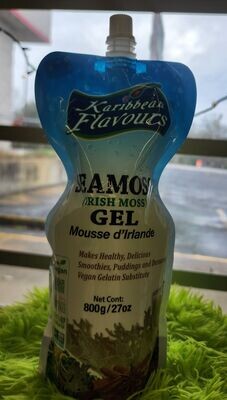 Karibbean
Flavours
EAMOS
IRISH MOSS
GEL
Mousse d'Irlande
Makes Healthy, Delicious
Smoothies, Puddings and
Vegan Gelatin Substitute
Net Cont:
800g/27oz